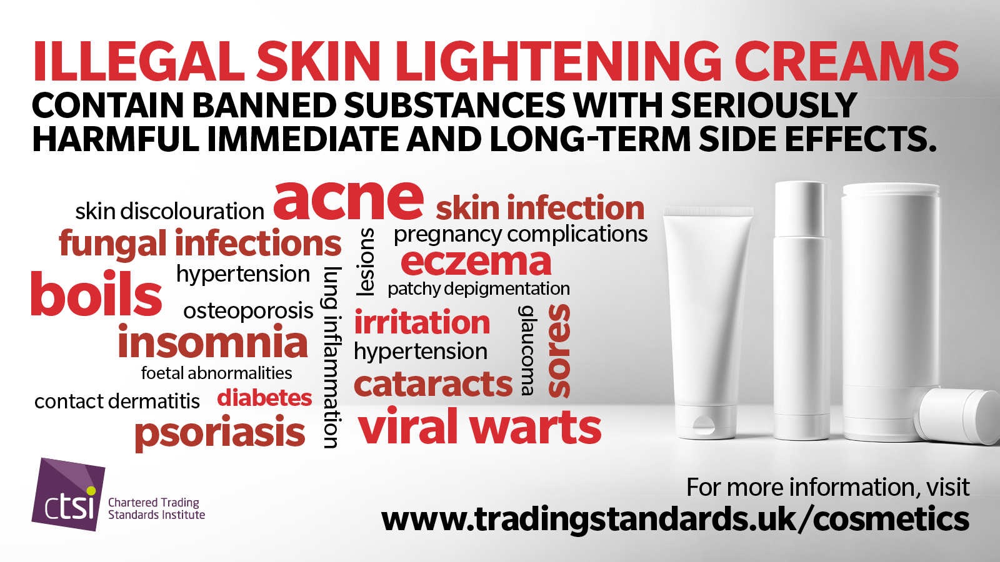 ILLEGAL SKIN LIGHTENING CREAMS
CONTAIN BANNED SUBSTANCES WITH SERIOUSLY
HARMFUL IMMEDIATE AND LONG-TERM SIDE EFFECTS.
skin discolouration
acne
skin infection
fungal infections
lesions
pregnancy complications
eczema
boils
hypertension
lung inflammation
patchy depigmentation
osteoporosis
irritation
glaucoma
sores
insomnia
hypertension
foetal abnormalities
cataracts
contact dermatitis
diabetes
psoriasis
viral warts
ctsi
Chartered Trading
Standards Institute
For more information, visit
www.tradingstandards.uk/cosmetics